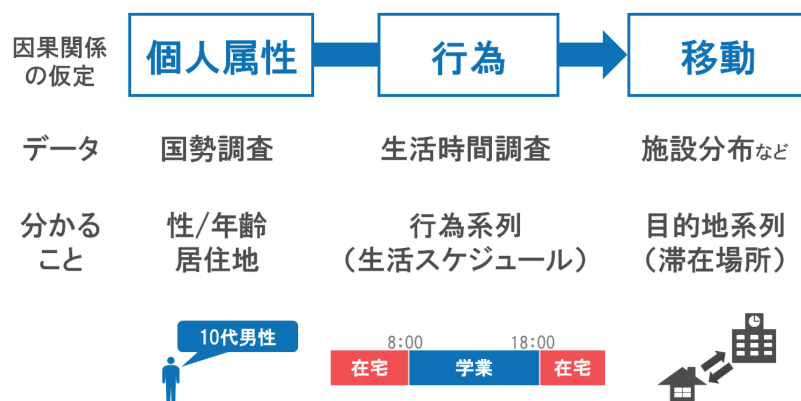 因果関係
の仮定
個人属性
行為
移動
データ
国勢調査
生活時間調査
施設分布など
分かる
こと
性/年齢
居住地
行為系列
（生活スケジュール）
目的地系列
（滞在場所）
10代男性
8:00
18:00
在宅
学業
在宅